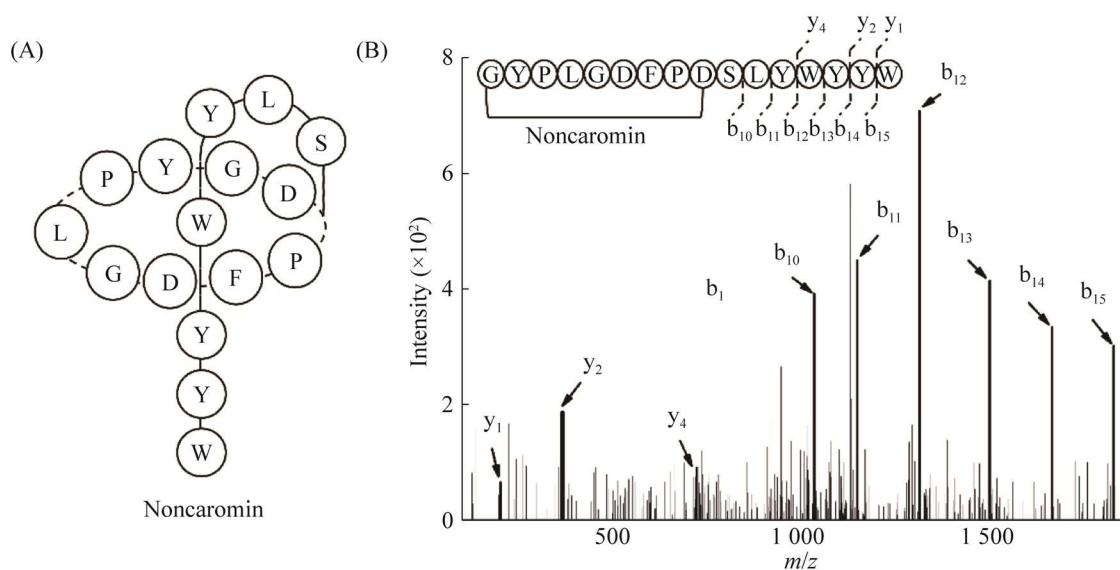 (A)
Y L S
P Y G D
L W
G D F P
Y
Y
W
Noncaromin
(B)
y₄ y₂ y₁
G Y P L G D F P D S L Y W Y Y W
Noncaromin
b₁₀ b₁₁ b₁₂ b₁₃ b₁₄ b₁₅
b₁₂
b₁₁
b₁₀
b₁
b₁₃
b₁₄
b₁₅
y₂
y₁
y₄
8
6
4
2
0
Intensity (×10²)
500 1 000 1 500
m/z